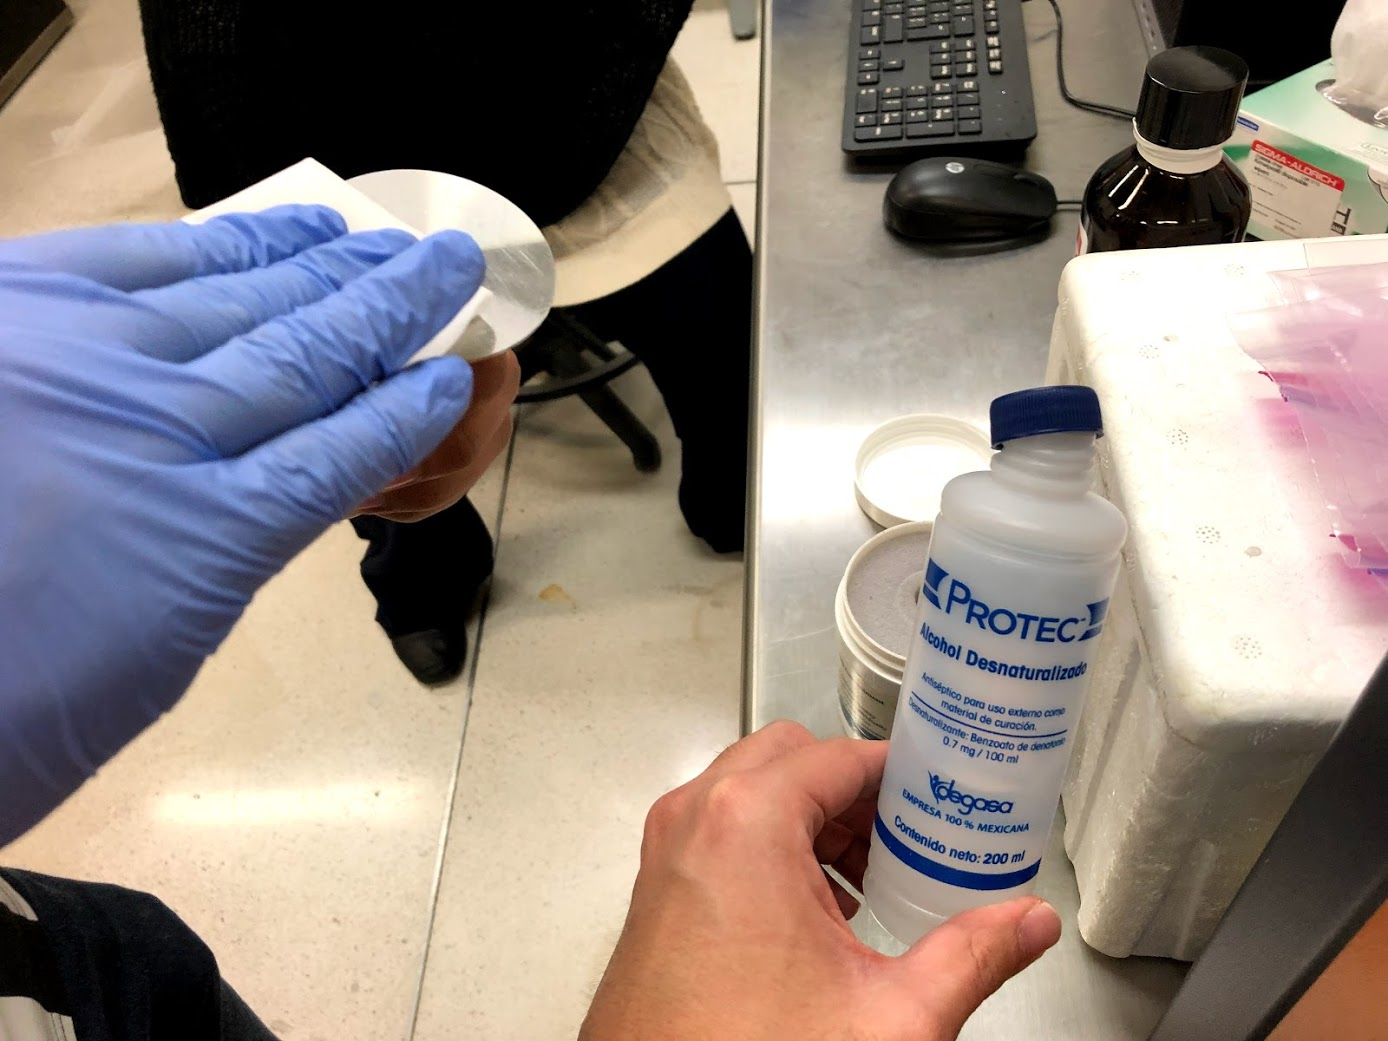 SIGMA-ALDRICH
PROTEC
Alcohol Desnaturalizado
Antiséptico para uso externo como
material de curación.
Desnaturalizante: Benzoato de denatonio
0.7 mg / 100 ml
degasa
EMPRESA 100 % MEXICANA
Contenido neto: 200 ml